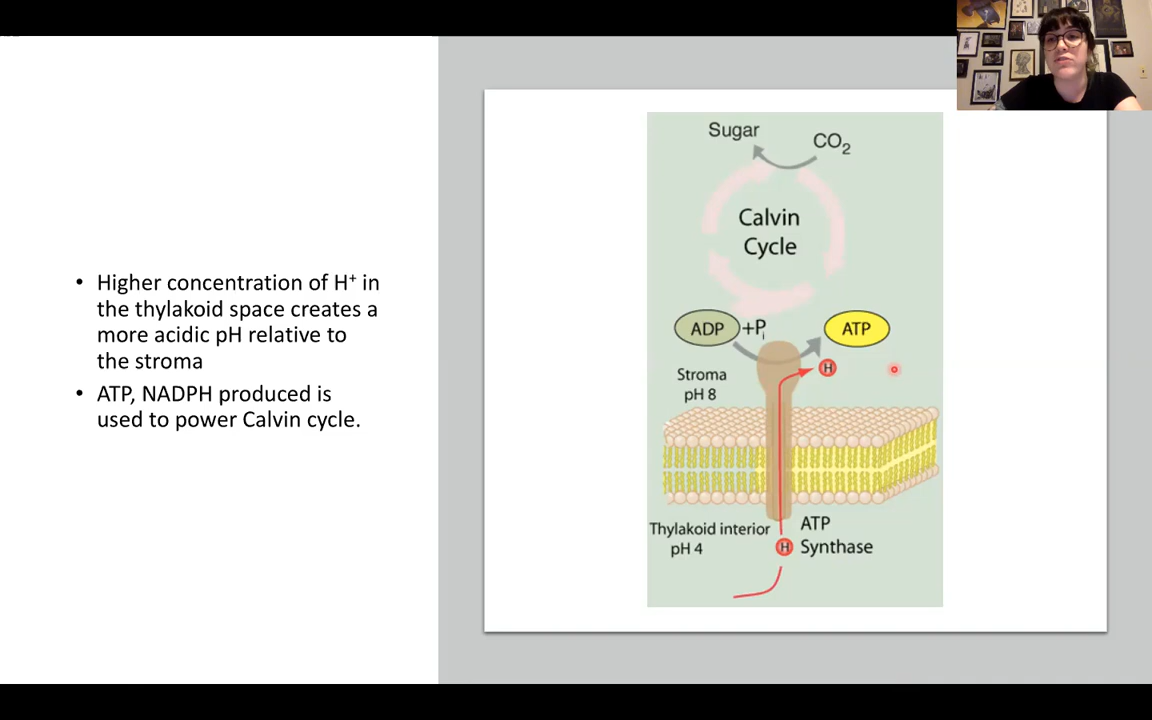 • Higher concentration of H⁺ in
the thylakoid space creates a
more acidic pH relative to
the stroma
• ATP, NADPH produced is
used to power Calvin cycle.
Sugar
CO₂
Calvin
Cycle
ADP +Pᵢ
ATP
H
Stroma
pH 8
Thylakoid interior
pH 4
H
ATP
Synthase